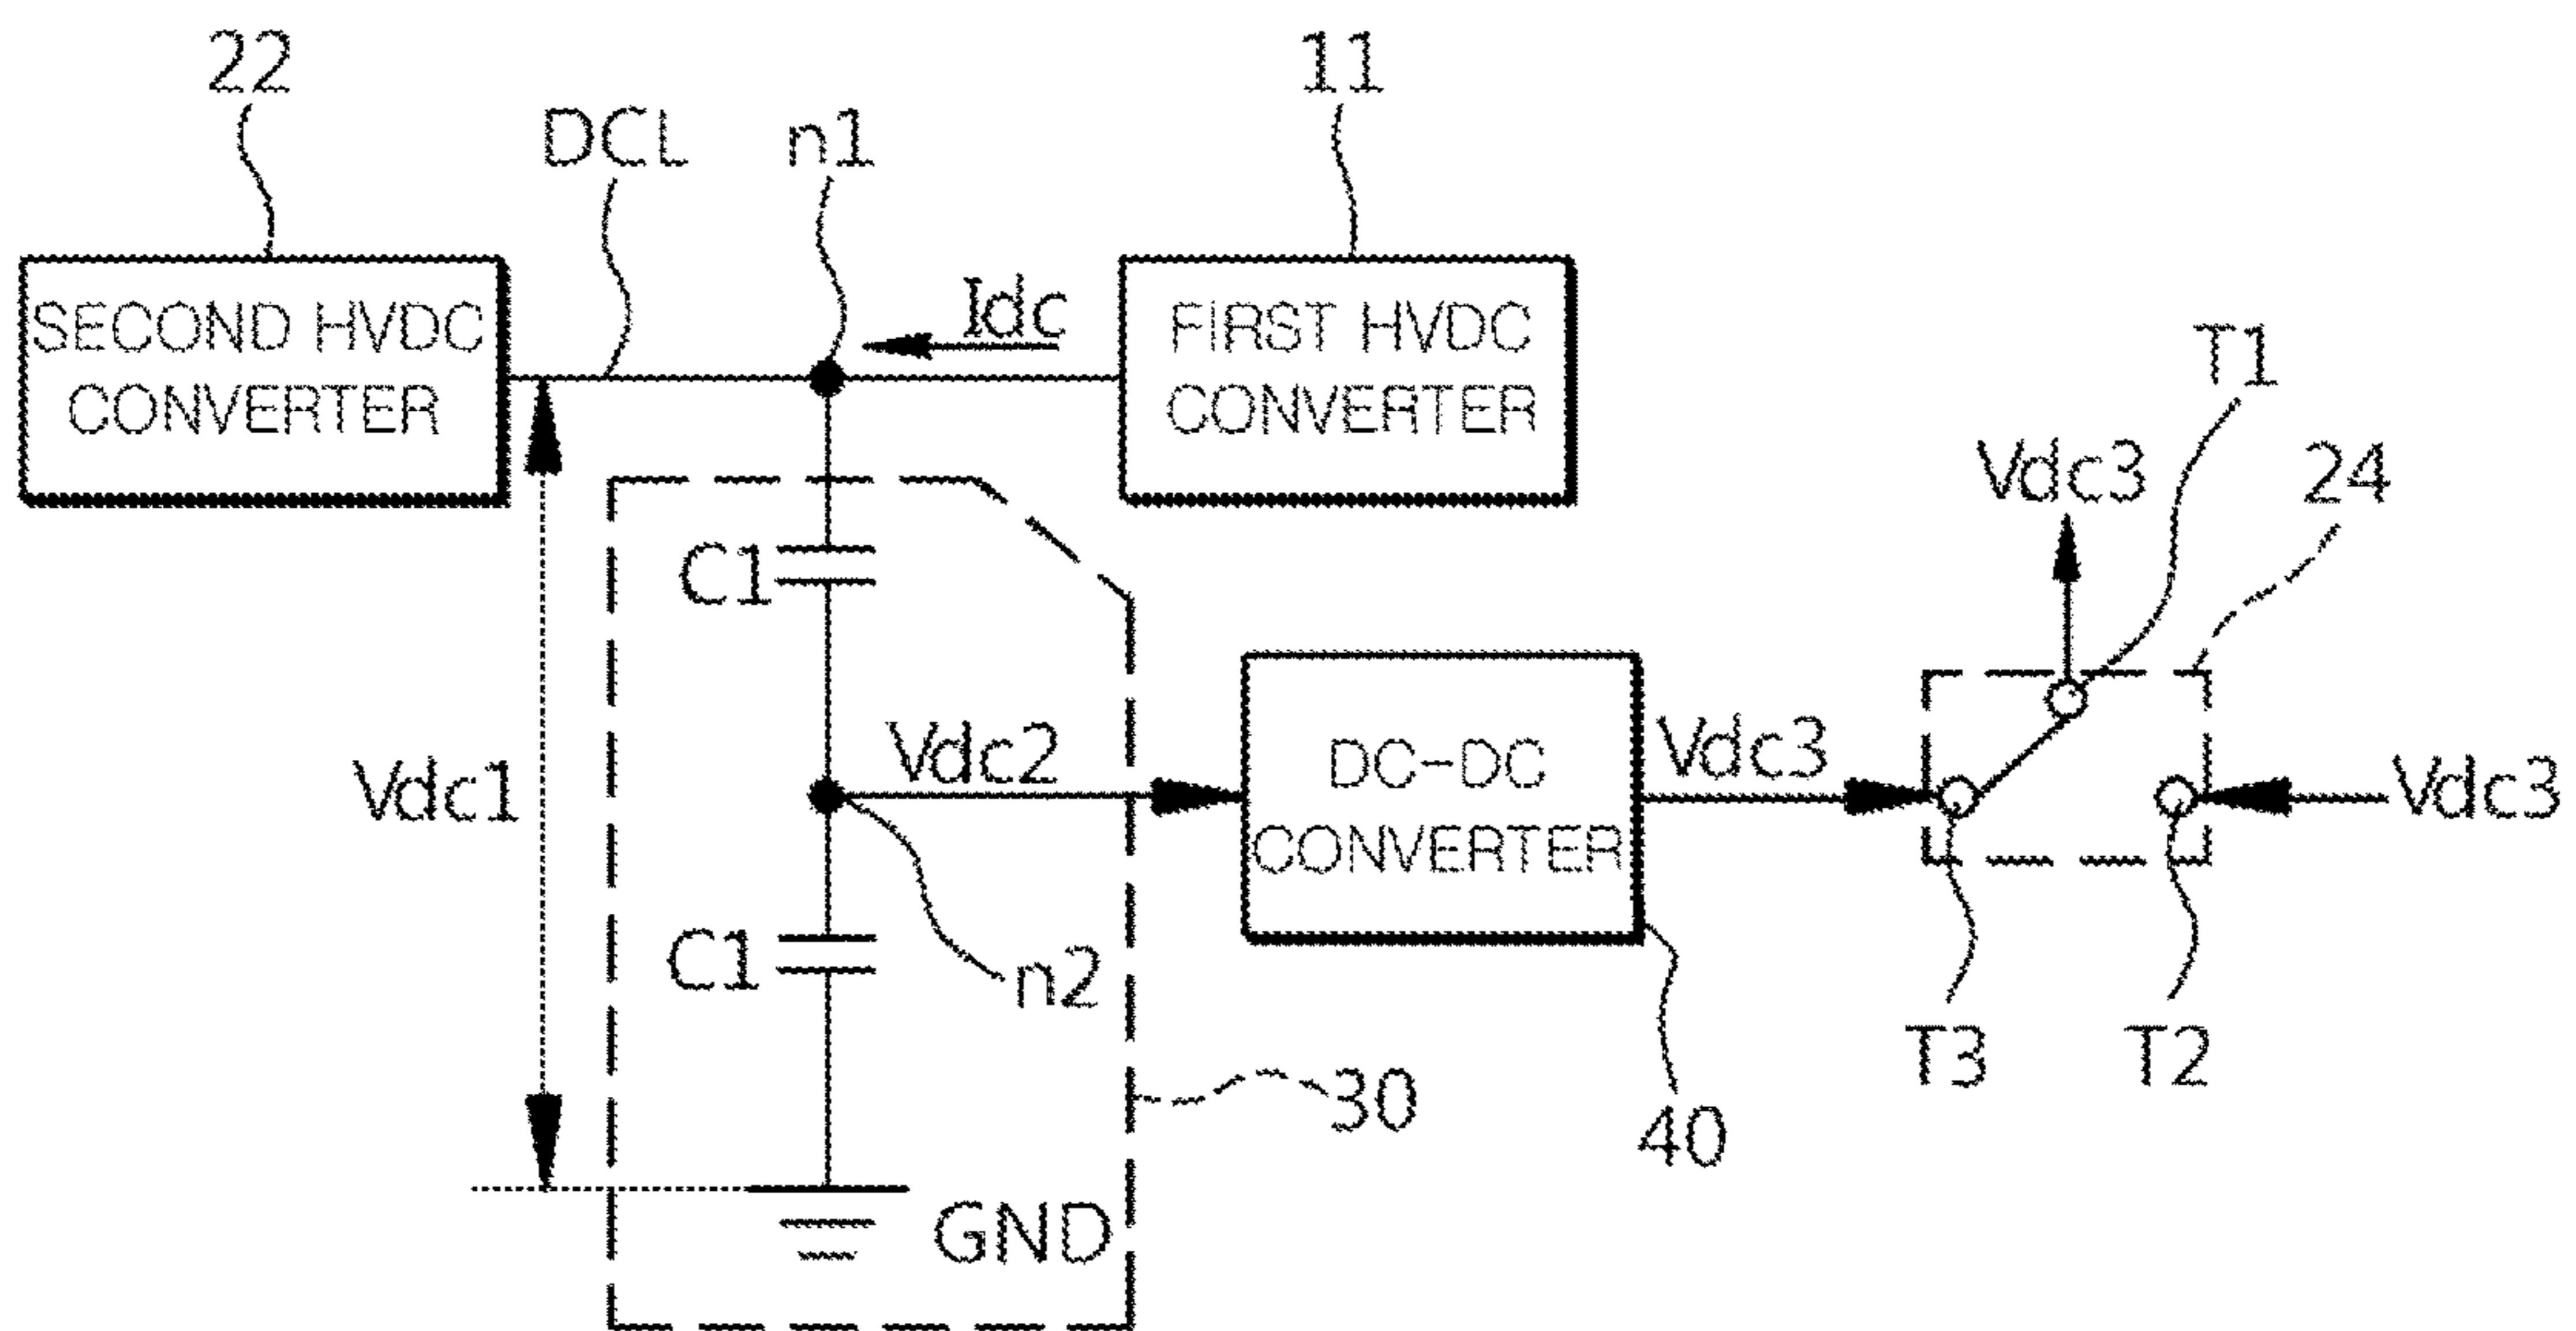 22
11
DCL
n1
SECOND HVDC
CONVERTER
Idc
FIRST HVDC
CONVERTER
T1
Vdc3
24
C1
Vdc1
Vdc2
DC-DC
CONVERTER
Vdc3
Vdc3
C1
n2
T3
T2
30
40
GND